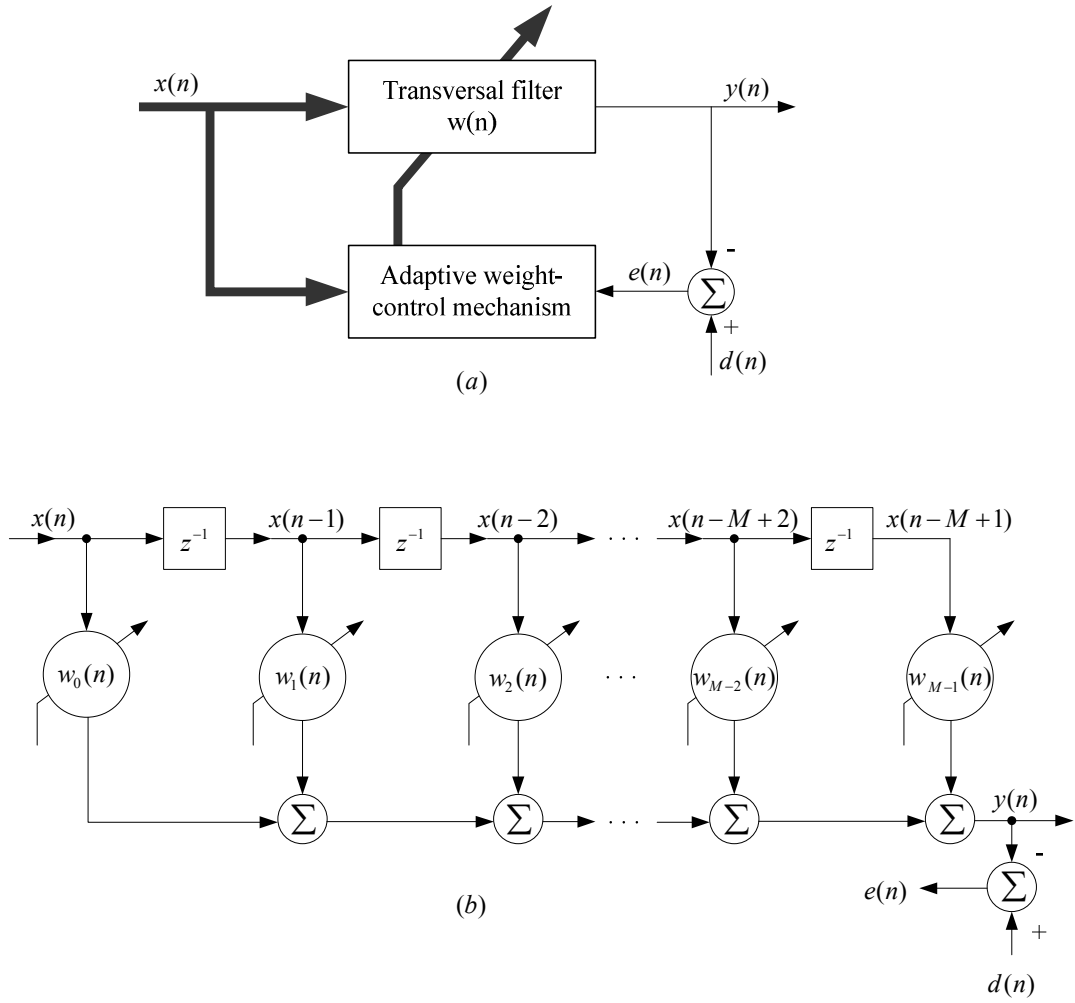 x(n)
Transversal filter
w(n)
y(n)
-
Adaptive weight-
control mechanism
e(n)
Σ
+
d(n)
(a)
x(n) z⁻¹ x(n−1) z⁻¹ x(n−2) · · · x(n−M+2) z⁻¹ x(n−M+1)
w₀(n) w₁(n) w₂(n) · · · w_{M−2}(n) w_{M−1}(n)
Σ Σ · · · Σ Σ y(n)
-
e(n) Σ
(b)
+
d(n)